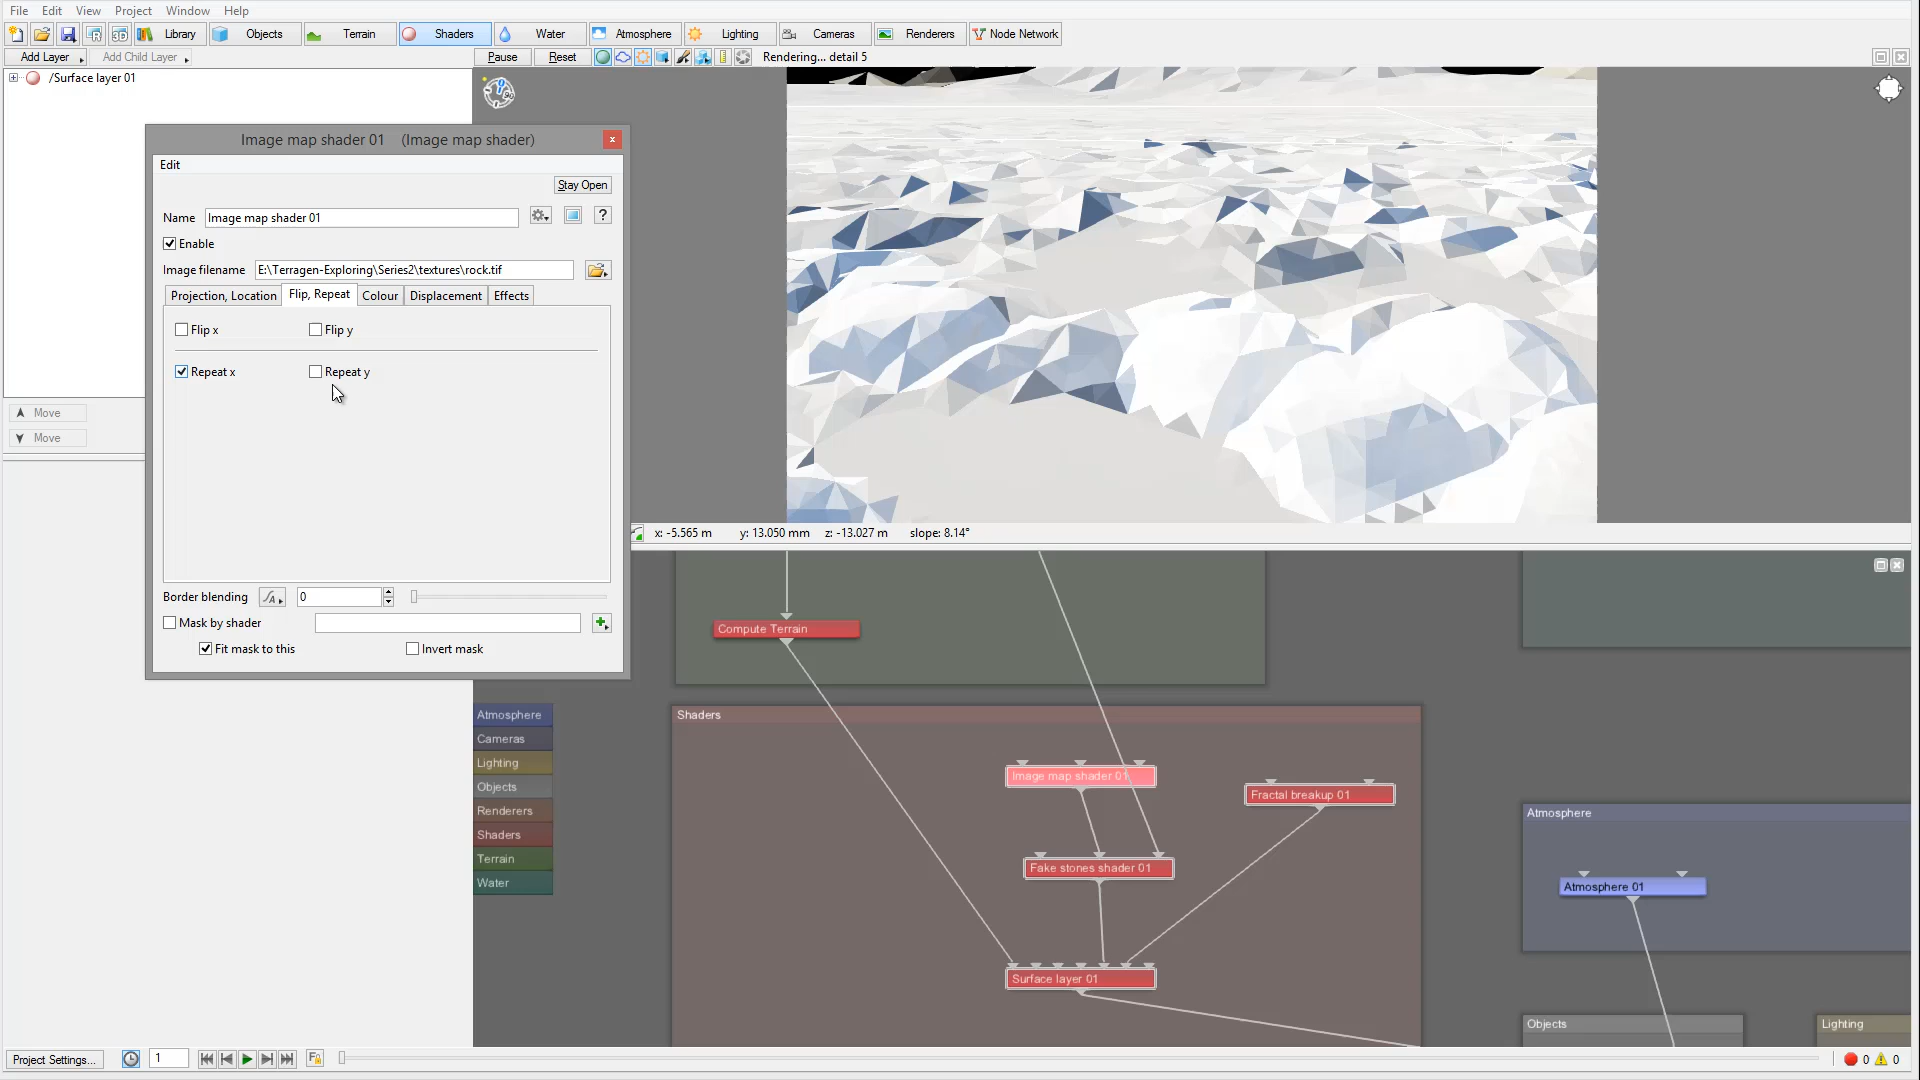 File Edit View Project Window Help
Library Objects Terrain Shaders Water Atmosphere Lighting Cameras Renderers Node Network
Add Layer Add Child Layer Pause Reset Rendering... detail 5
/Surface layer 01
Image map shader 01 (Image map shader) x
Edit
Stay Open
Name Image map shader 01 ?
Enable
Image filename E:\Terragen-Exploring\Series2\textures\rock.tif
Projection, Location Flip, Repeat Colour Displacement Effects
Flip x Flip y
Repeat x Repeat y
Move
Move
x: -5.565 m y: 13.050 mm z: -13.027 m slope: 8.14°
Border blending 0
Mask by shader
Fit mask to this Invert mask
Compute Terrain
Atmosphere
Cameras
Lighting
Objects
Renderers
Shaders
Terrain
Water
Shaders
Image map shader 01
Fractal breakup 01
Fake stones shader 01
Surface layer 01
Atmosphere
Atmosphere 01
Objects Lighting
Project Settings... 1 0 0